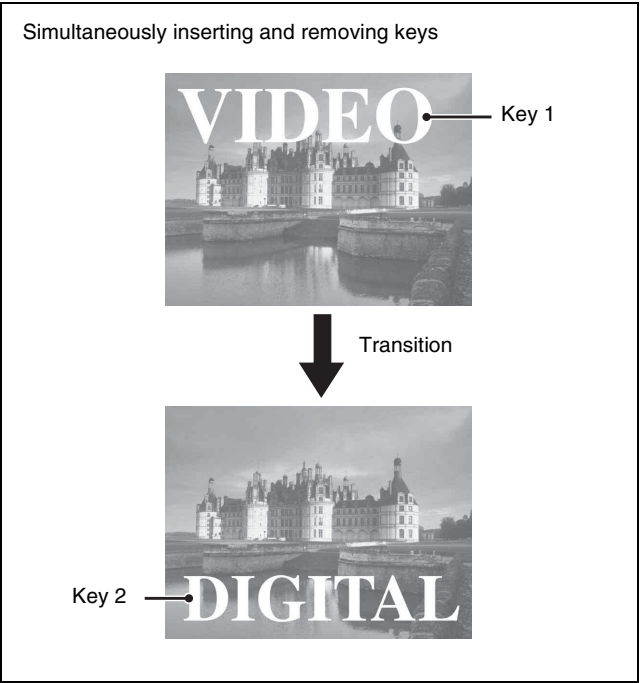 Simultaneously inserting and removing keys
VIDEO
Key 1
Transition
Key 2
DIGITAL